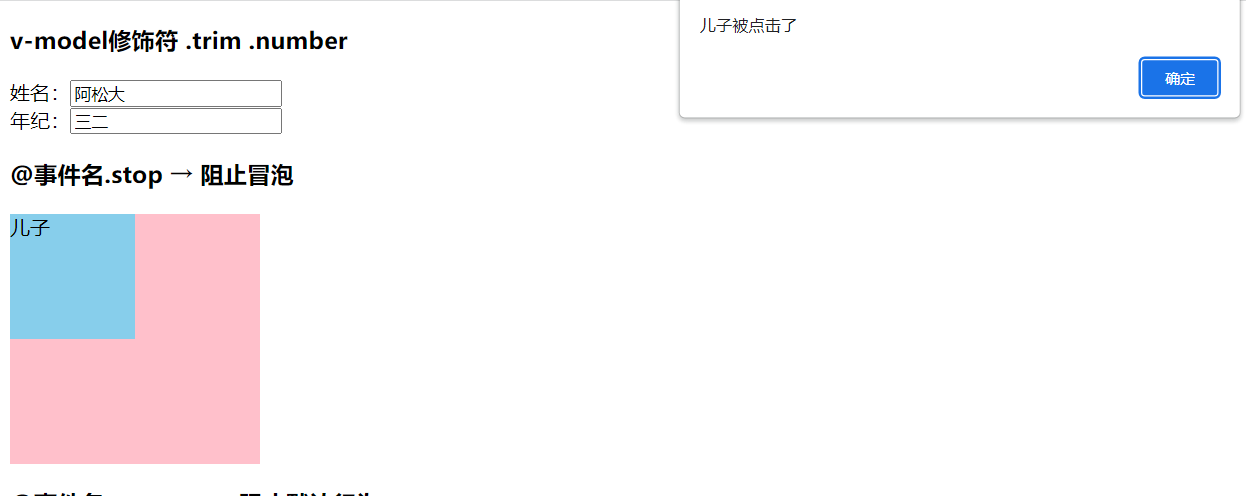 v-model修饰符 .trim .number
姓名：阿松大
年纪：三二
@事件名.stop → 阻止冒泡
儿子
儿子被点击了
确定